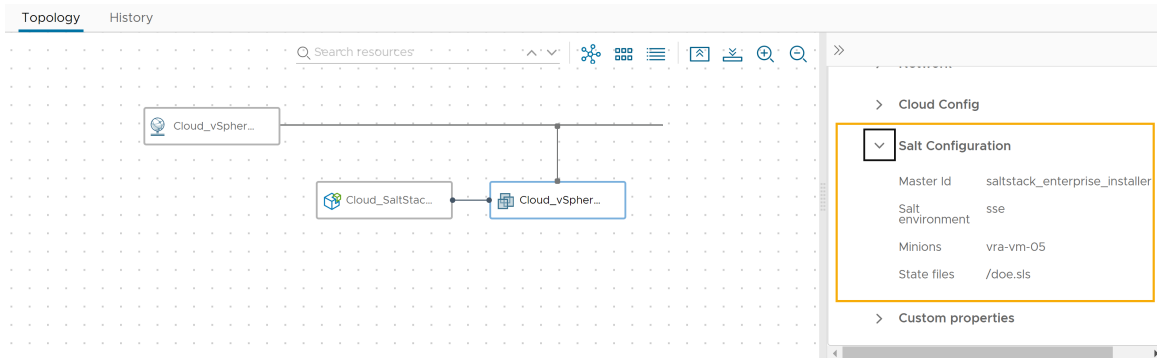 Topology History
Search resources
Cloud_vSpher...
Cloud_SaltStac...
Cloud_vSpher...
Cloud Config
Salt Configuration
Master Id saltstack_enterprise_installer
Salt environment sse
Minions vra-vm-05
State files /doe.sls
Custom properties